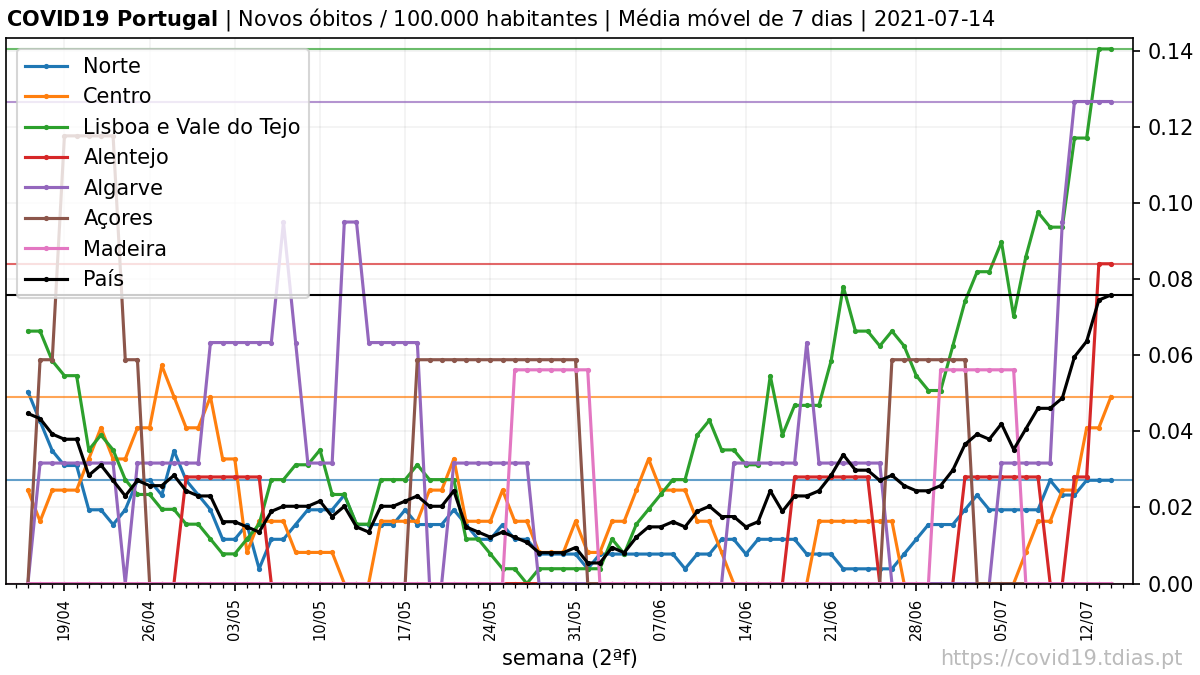 COVID19 Portugal | Novos óbitos / 100.000 habitantes | Média móvel de 7 dias | 2021-07-14
Norte
Centro
Lisboa e Vale do Tejo
Alentejo
Algarve
Açores
Madeira
País
0.14
0.12
0.10
0.08
0.06
0.04
0.02
0.00
19/04
26/04
03/05
10/05
17/05
24/05
31/05
07/06
14/06
21/06
28/06
05/07
12/07
semana (2ªf)
https://covid19.tdias.pt